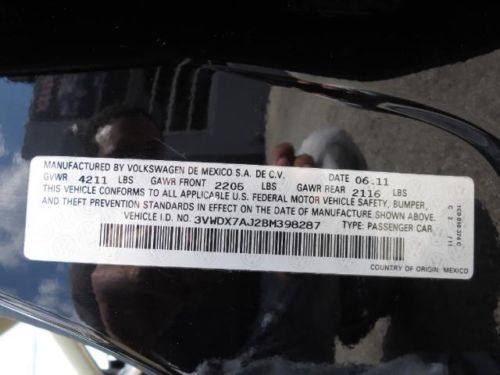 MANUFACTURED BY VOLKSWAGEN DE MEXICO S.A. DE C.V. DATE 06.11
GVWR 4211 LBS GAWR FRONT 2205 LBS GAWR REAR 2116 LBS
THIS VEHICLE CONFORMS TO ALL APPLICABLE U.S. FEDERAL MOTOR VEHICLE SAFETY, BUMPER,
AND THEFT PREVENTION STANDARDS IN EFFECT ON THE DATE OF MANUFACTURE.
VEHICLE I.D. NO. 3VWDX7AJ2BM398287 TYPE: PASSENGER CAR
COUNTRY OF ORIGIN: MEXICO